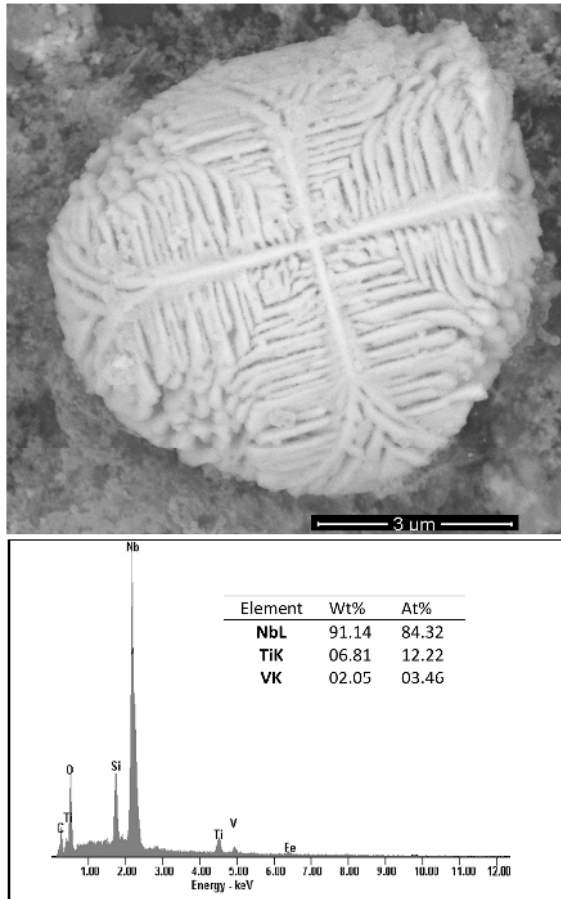 3 µm
Nb
Element Wt% At%
NbL 91.14 84.32
TiK 06.81 12.22
VK 02.05 03.46
O
Si
Ti
C
Ti
V
Fe
1.00 2.00 3.00 4.00 5.00 6.00 7.00 8.00 9.00 10.00 11.00 12.00
Energy - keV